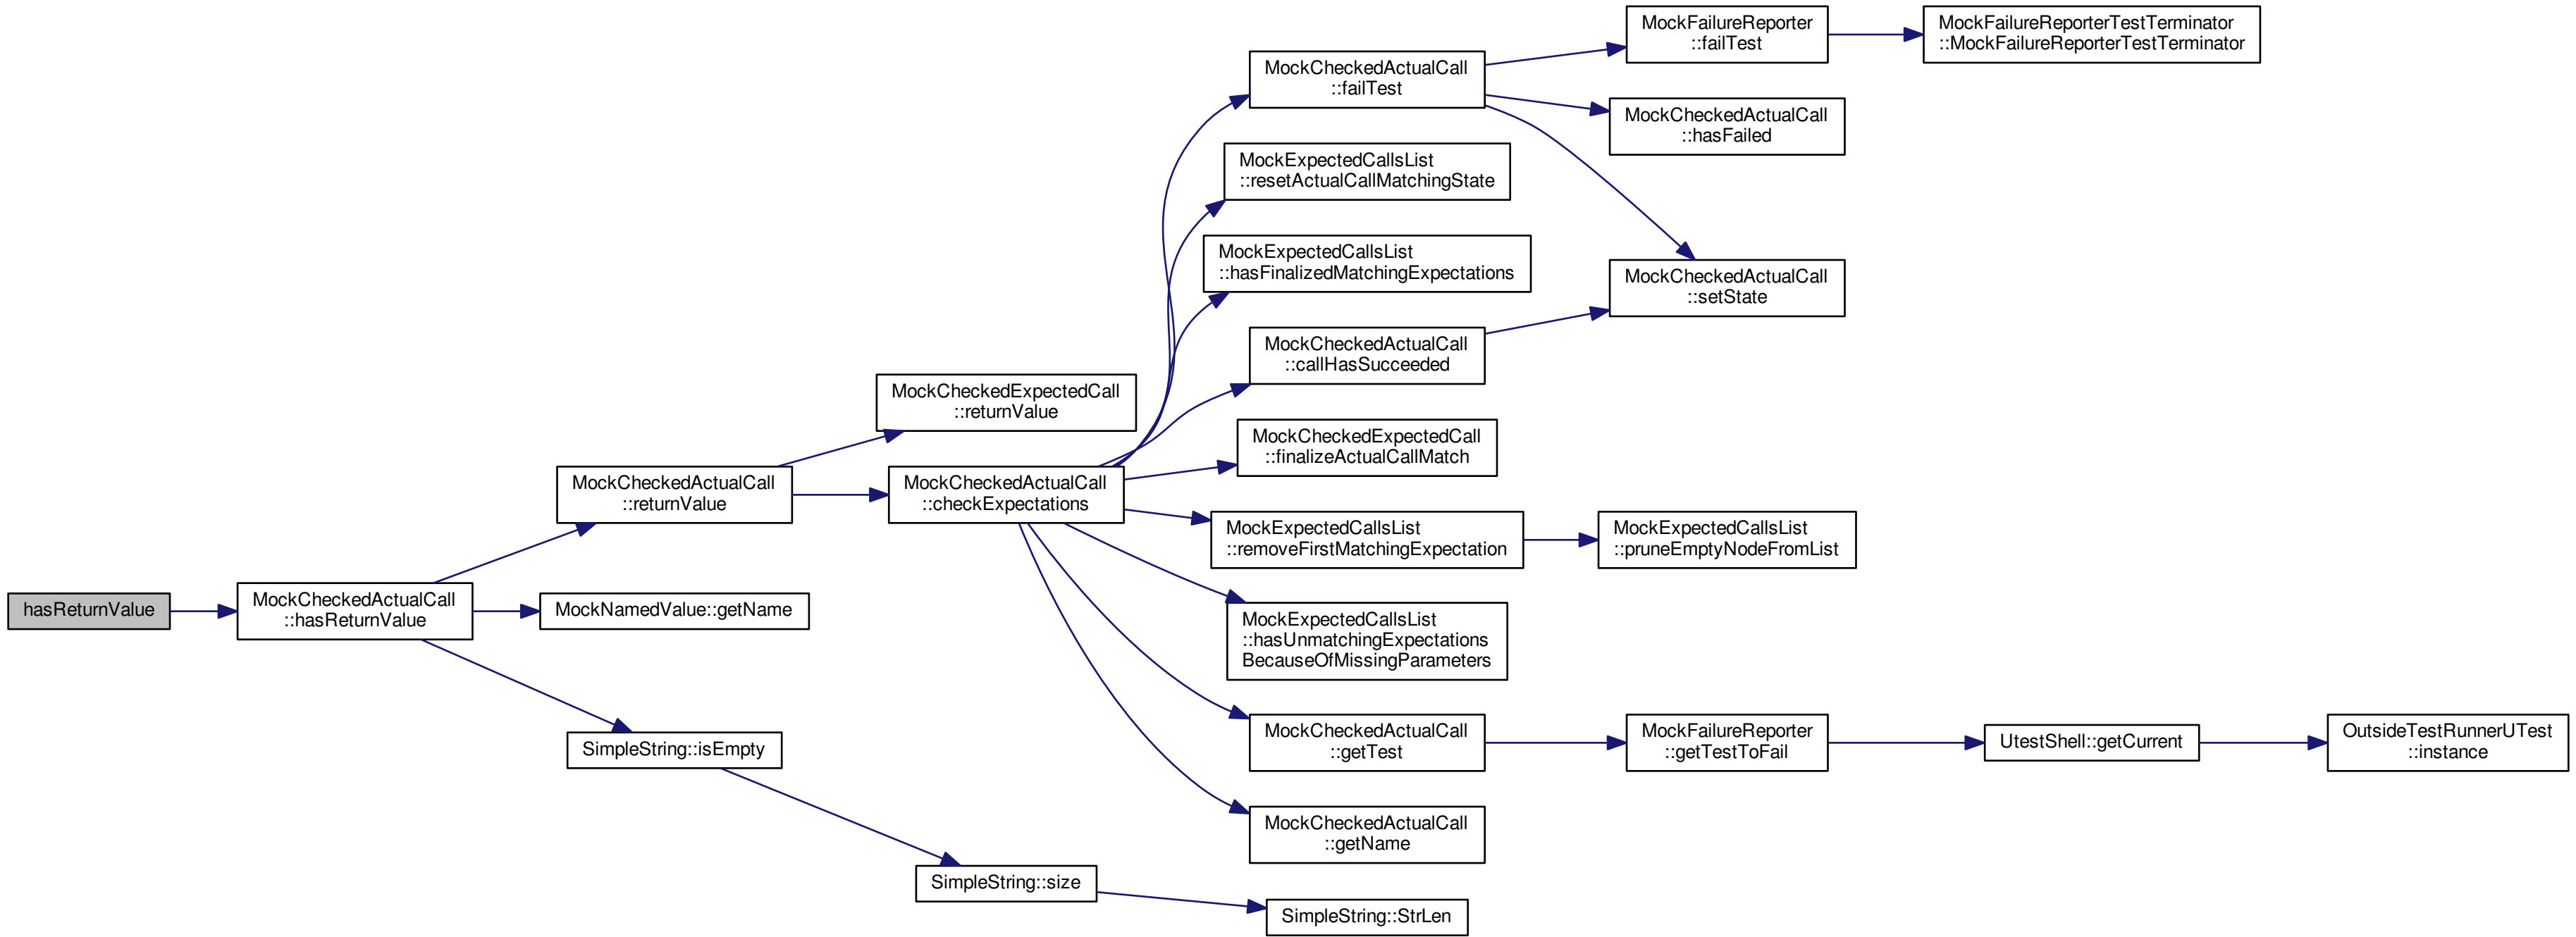 hasReturnValue
MockCheckedActualCall
::hasReturnValue
MockCheckedActualCall
::returnValue
MockNamedValue::getName
SimpleString::isEmpty
MockCheckedExpectedCall
::returnValue
MockCheckedActualCall
::checkExpectations
SimpleString::size
MockCheckedActualCall
::failTest
MockExpectedCallsList
::resetActualCallMatchingState
MockExpectedCallsList
::hasFinalizedMatchingExpectations
MockCheckedActualCall
::callHasSucceeded
MockCheckedExpectedCall
::finalizeActualCallMatch
MockExpectedCallsList
::removeFirstMatchingExpectation
MockExpectedCallsList
::hasUnmatchingExpectations
BecauseOfMissingParameters
MockCheckedActualCall
::getTest
MockCheckedActualCall
::getName
SimpleString::StrLen
MockFailureReporter
::failTest
MockCheckedActualCall
::hasFailed
MockCheckedActualCall
::setState
MockExpectedCallsList
::pruneEmptyNodeFromList
MockFailureReporter
::getTestToFail
MockFailureReporterTestTerminator
::MockFailureReporterTestTerminator
UtestShell::getCurrent
OutsideTestRunnerUTest
::instance